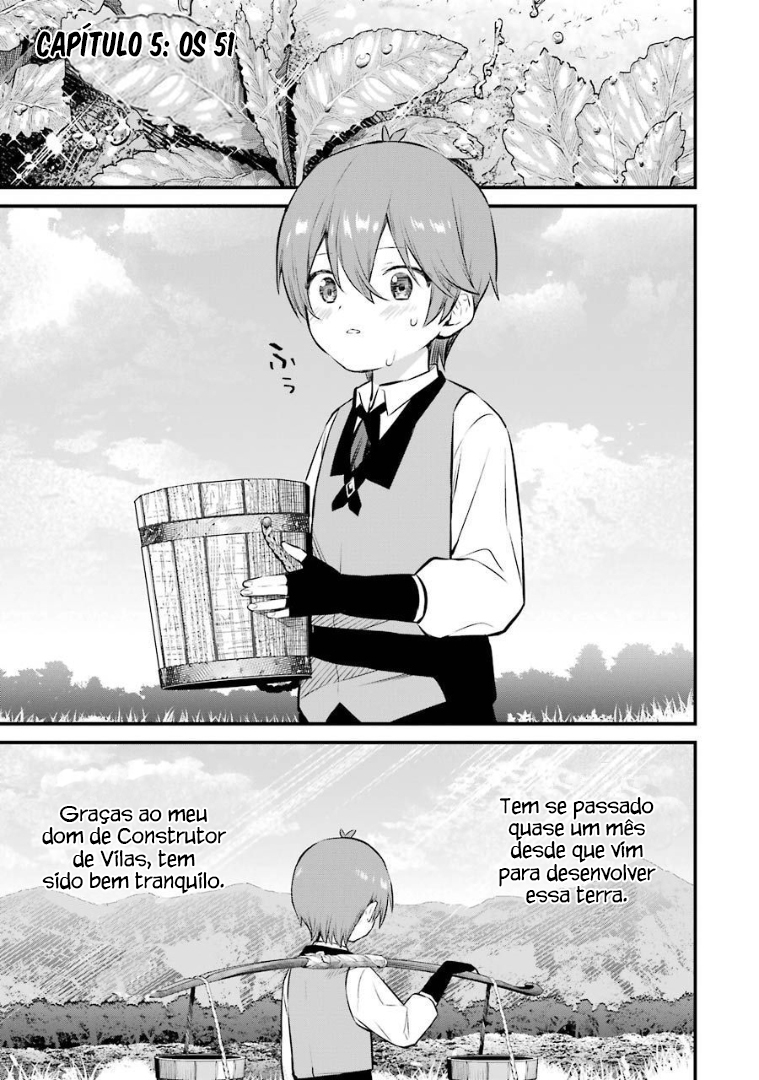 CAPÍTULO 5: OS 51
ふぅ
Tem se passado
quase um mês
desde que vim
para desenvolver
essa terra.
Graças ao meu
dom de Construtor
de Vilas, tem
sido bem tranquilo.